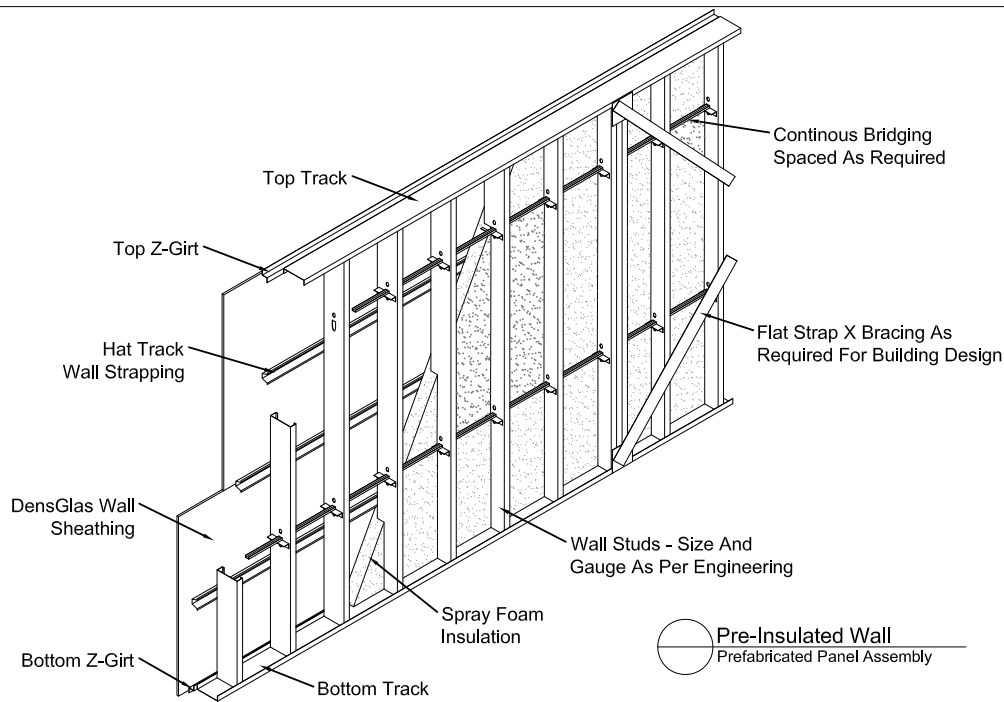 Continous Bridging
Spaced As Required
Top Track
Top Z-Girt
Hat Track
Wall Strapping
Flat Strap X Bracing As
Required For Building Design
DensGlas Wall
Sheathing
Wall Studs - Size And
Gauge As Per Engineering
Spray Foam
Insulation
Bottom Z-Girt
Bottom Track
Pre-Insulated Wall
Prefabricated Panel Assembly